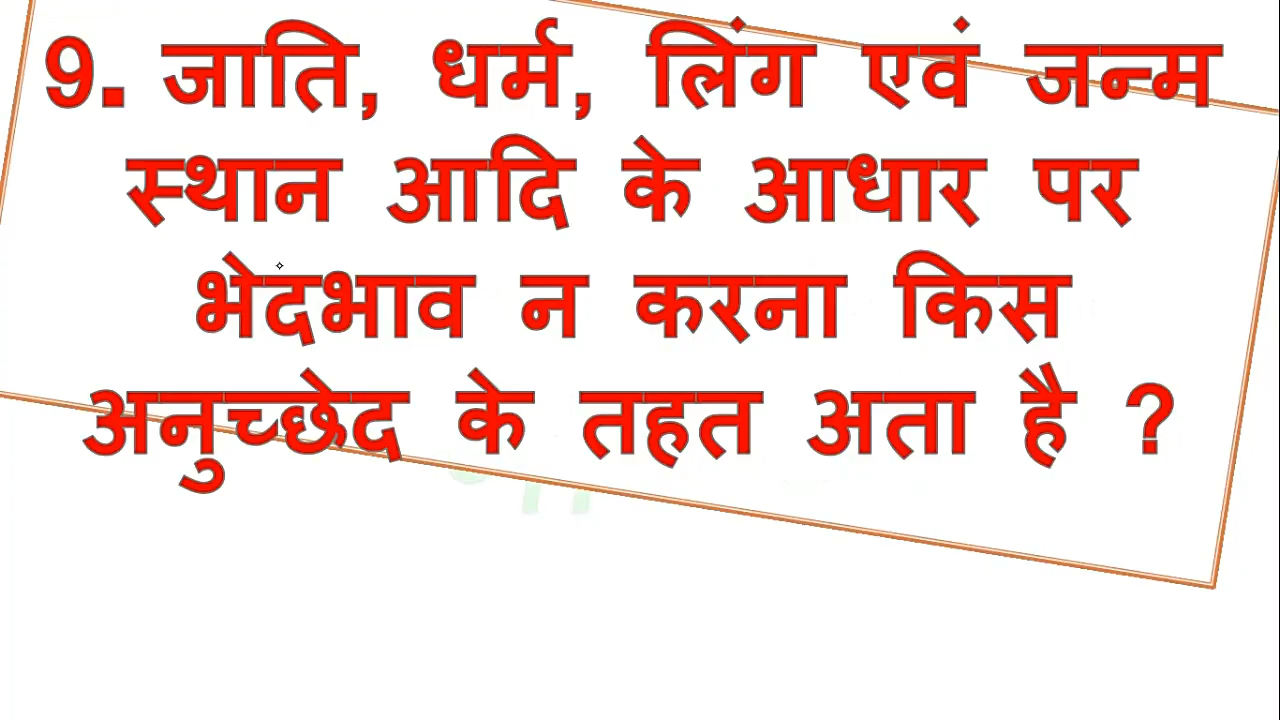 9. जाति, धर्म, लिंग एवं जन्म
स्थान आदि के आधार पर
भेदभाव न करना किस
अनुच्छेद के तहत अता है ?